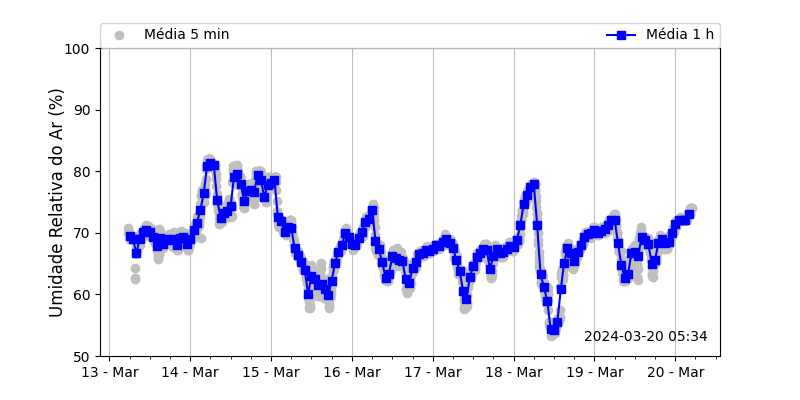 Média 5 min
Média 1 h
100
90
80
70
60
50
Umidade Relativa do Ar (%)
2024-03-20 05:34
13 - Mar
14 - Mar
15 - Mar
16 - Mar
17 - Mar
18 - Mar
19 - Mar
20 - Mar